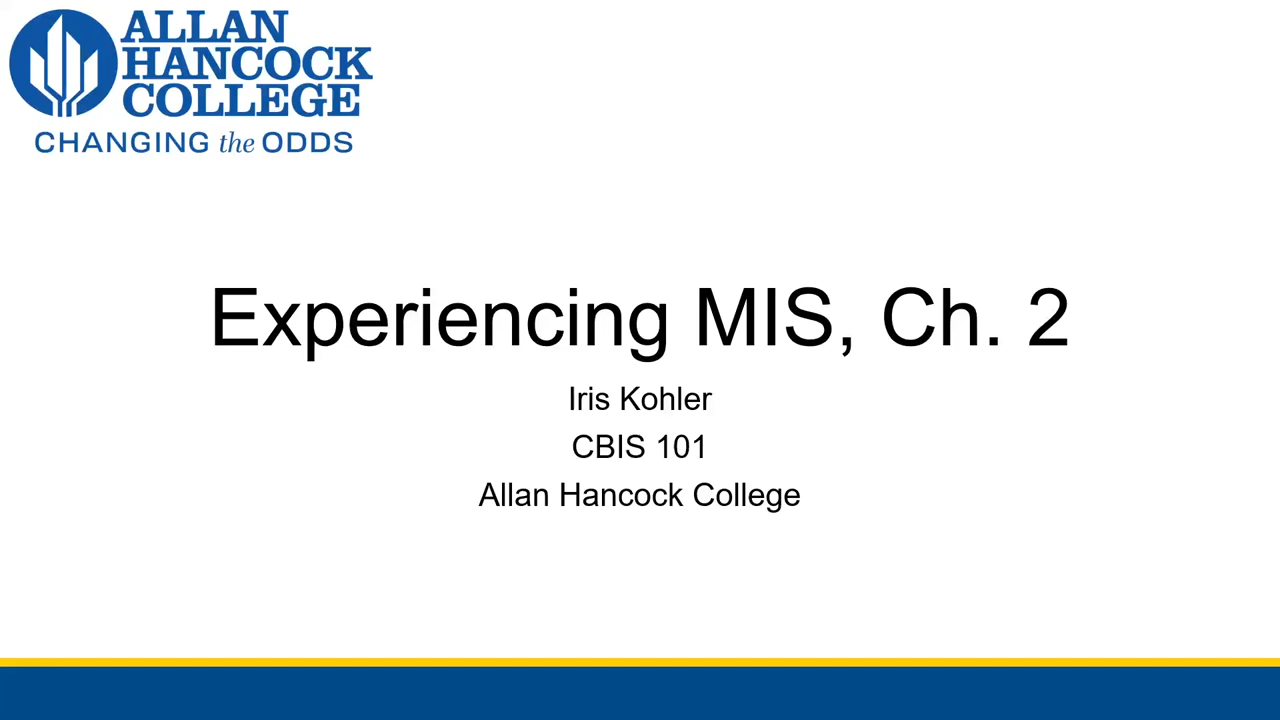 ALLAN
HANCOCK
COLLEGE
CHANGING the ODDS
Experiencing MIS, Ch. 2
Iris Kohler
CBIS 101
Allan Hancock College